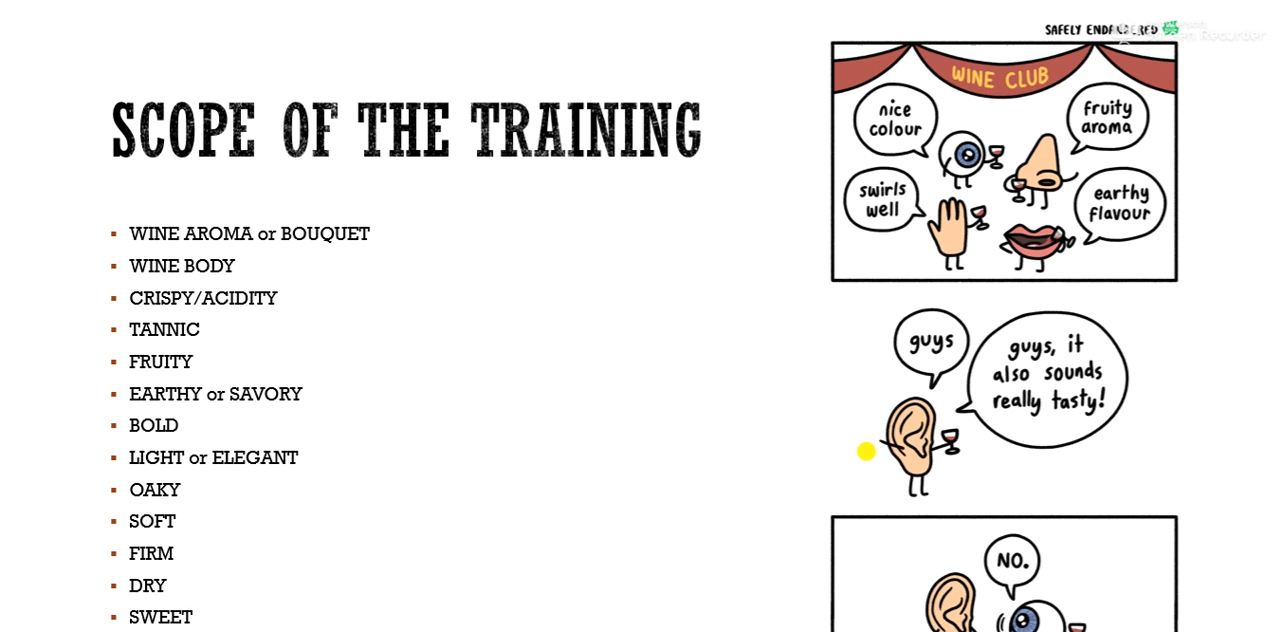 SCOPE OF THE TRAINING
WINE AROMA or BOUQUET
WINE BODY
CRISPY/ACIDITY
TANNIC
FRUITY
EARTHY or SAVORY
BOLD
LIGHT or ELEGANT
OAKY
SOFT
FIRM
DRY
SWEET
SAFELY ENDANGERED
WINE CLUB
nice
colour
fruity
aroma
swirls
well
earthy
flavour
guys
guys, it
also sounds
really tasty!
NO.